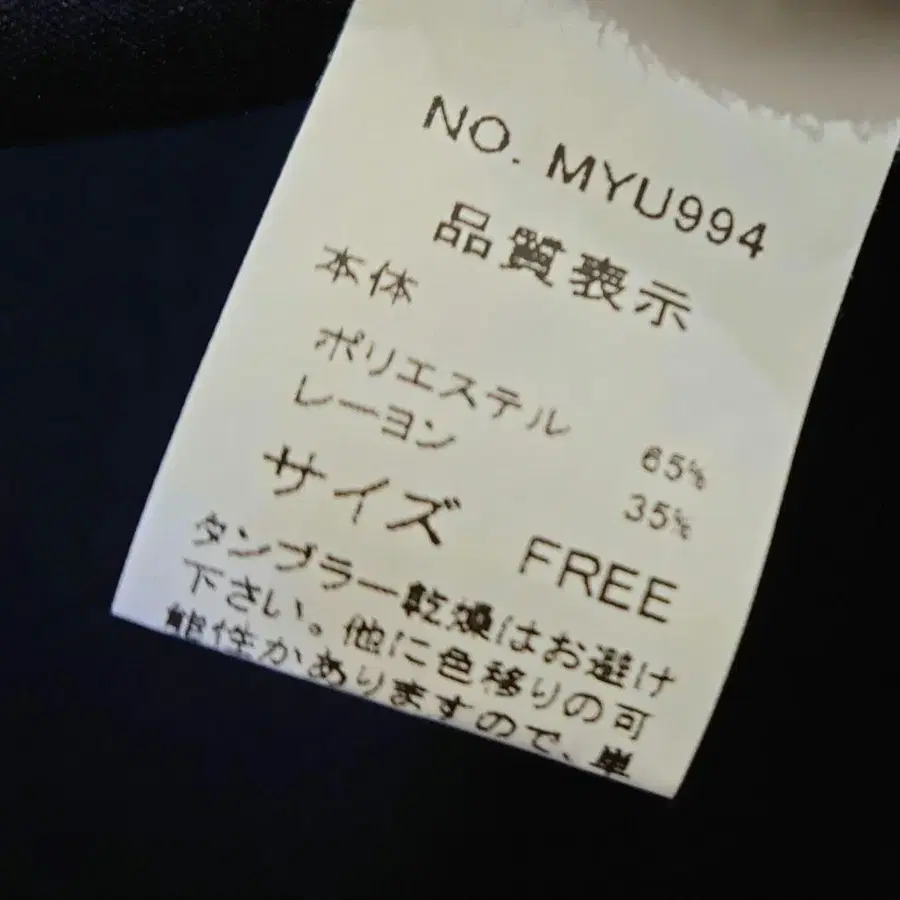 NO. MYU994
品質表示
本体
ポリエステル 65%
レーヨン 35%
サイズ FREE
タンブラー乾燥はお避け
下さい。他に色移りの可
能性がありますので、単